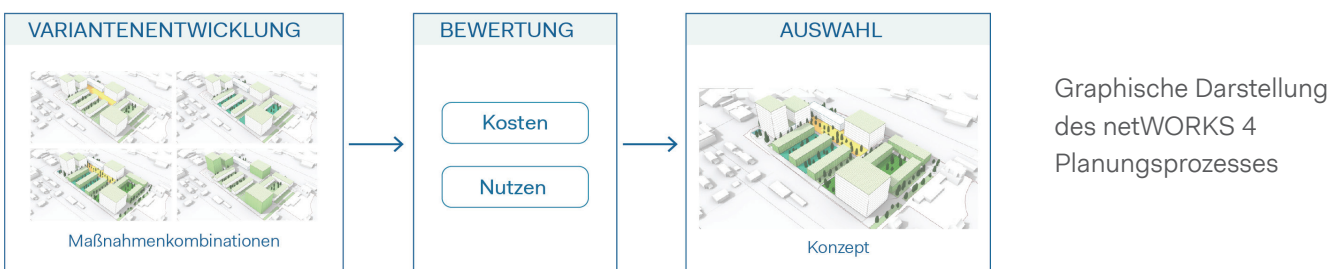 VARIANTENENTWICKLUNG
Maßnahmenkombinationen
BEWERTUNG
Kosten
Nutzen
AUSWAHL
Konzept
Graphische Darstellung
des netWORKS 4
Planungsprozesses